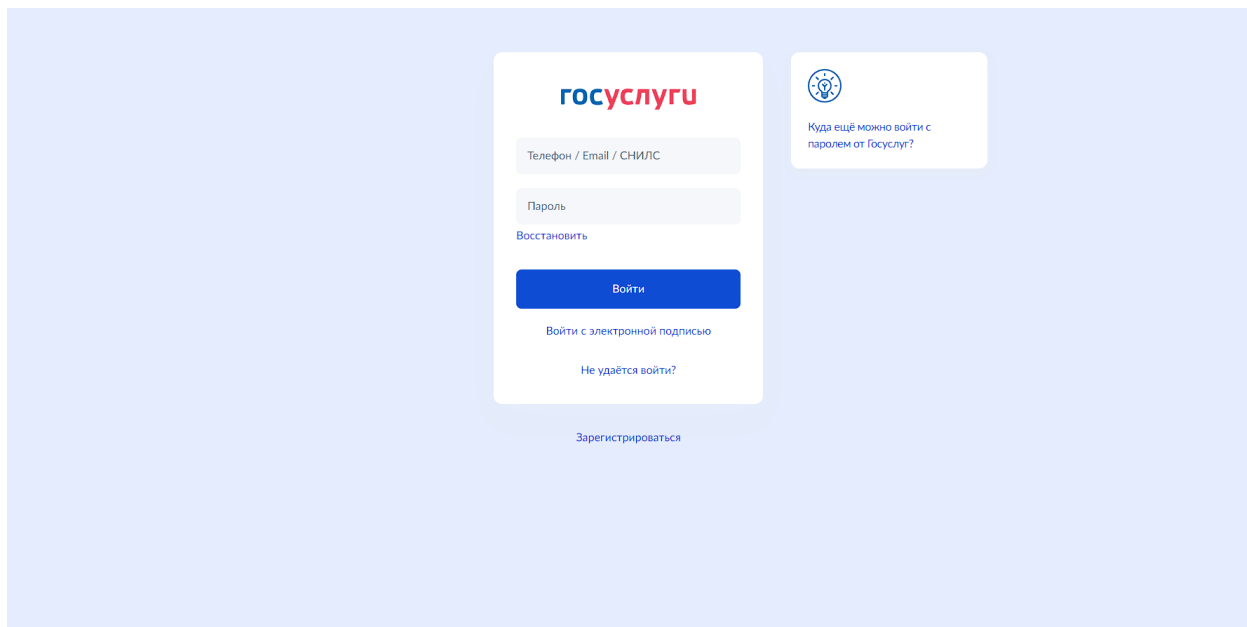 госуслуги
Телефон / Email / СНИЛС
Пароль
Восстановить
Войти
Войти с электронной подписью
Не удаётся войти?
Зарегистрироваться
Куда ещё можно войти с
паролем от Госуслуг?